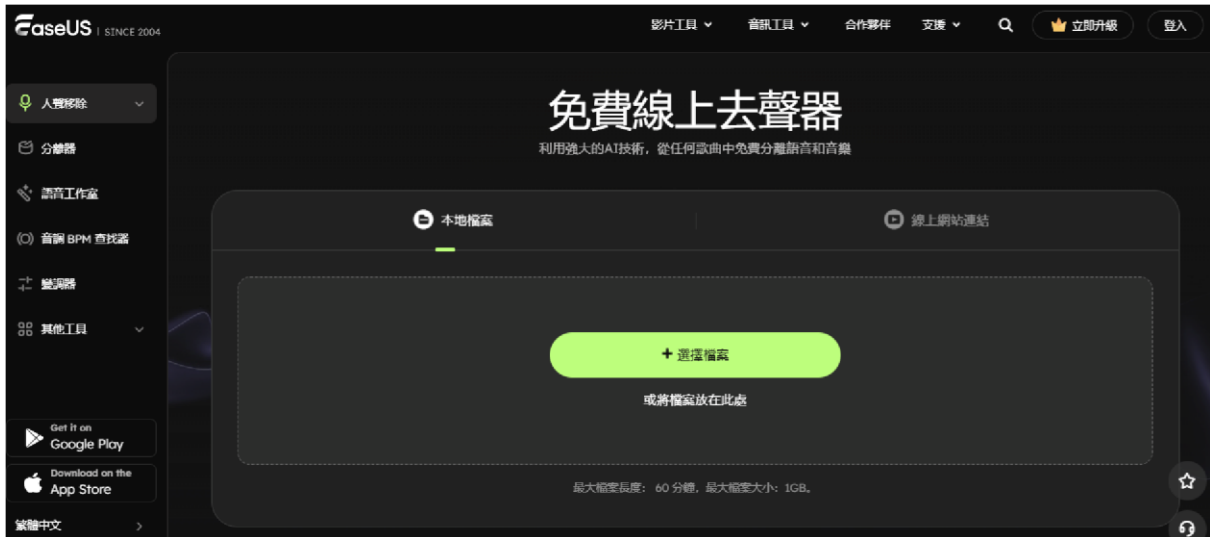 EaseUS | SINCE 2004
影片工具 音訊工具 合作夥伴 支援 立即升級 登入
人聲移除
分離器
語音工作室
音調 BPM 查找器
變調器
其他工具
Get it on
Google Play
Download on the
App Store
繁體中文
免費線上去聲器
利用強大的AI技術，從任何歌曲中免費分離語音和音樂
本地檔案 線上網站連結
+ 選擇檔案
或將檔案放在此處
最大檔案長度： 60 分鐘，最大檔案大小：1GB。